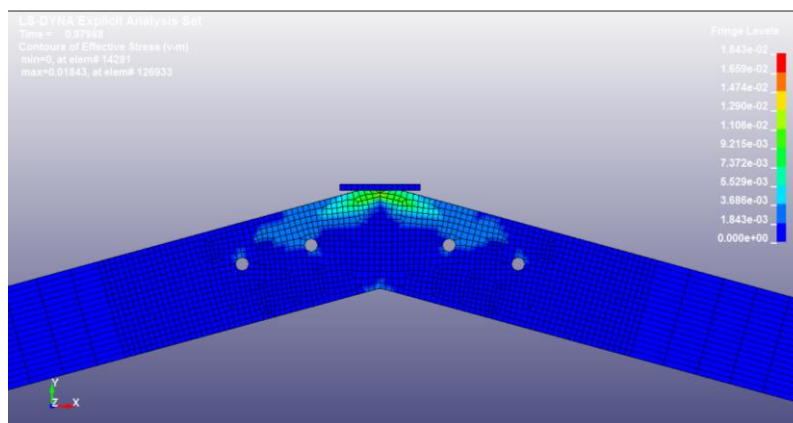 LS-DYNA Explicit Analysis Set
Time = 0.97988
Contours of Effective Stress (v-m)
min=0, at elem# 14281
max=0.01843, at elem# 126933
Fringe Levels
1.843e-02
1.659e-02
1.474e-02
1.290e-02
1.106e-02
9.215e-03
7.372e-03
5.529e-03
3.686e-03
1.843e-03
0.000e+00
Y
Z X